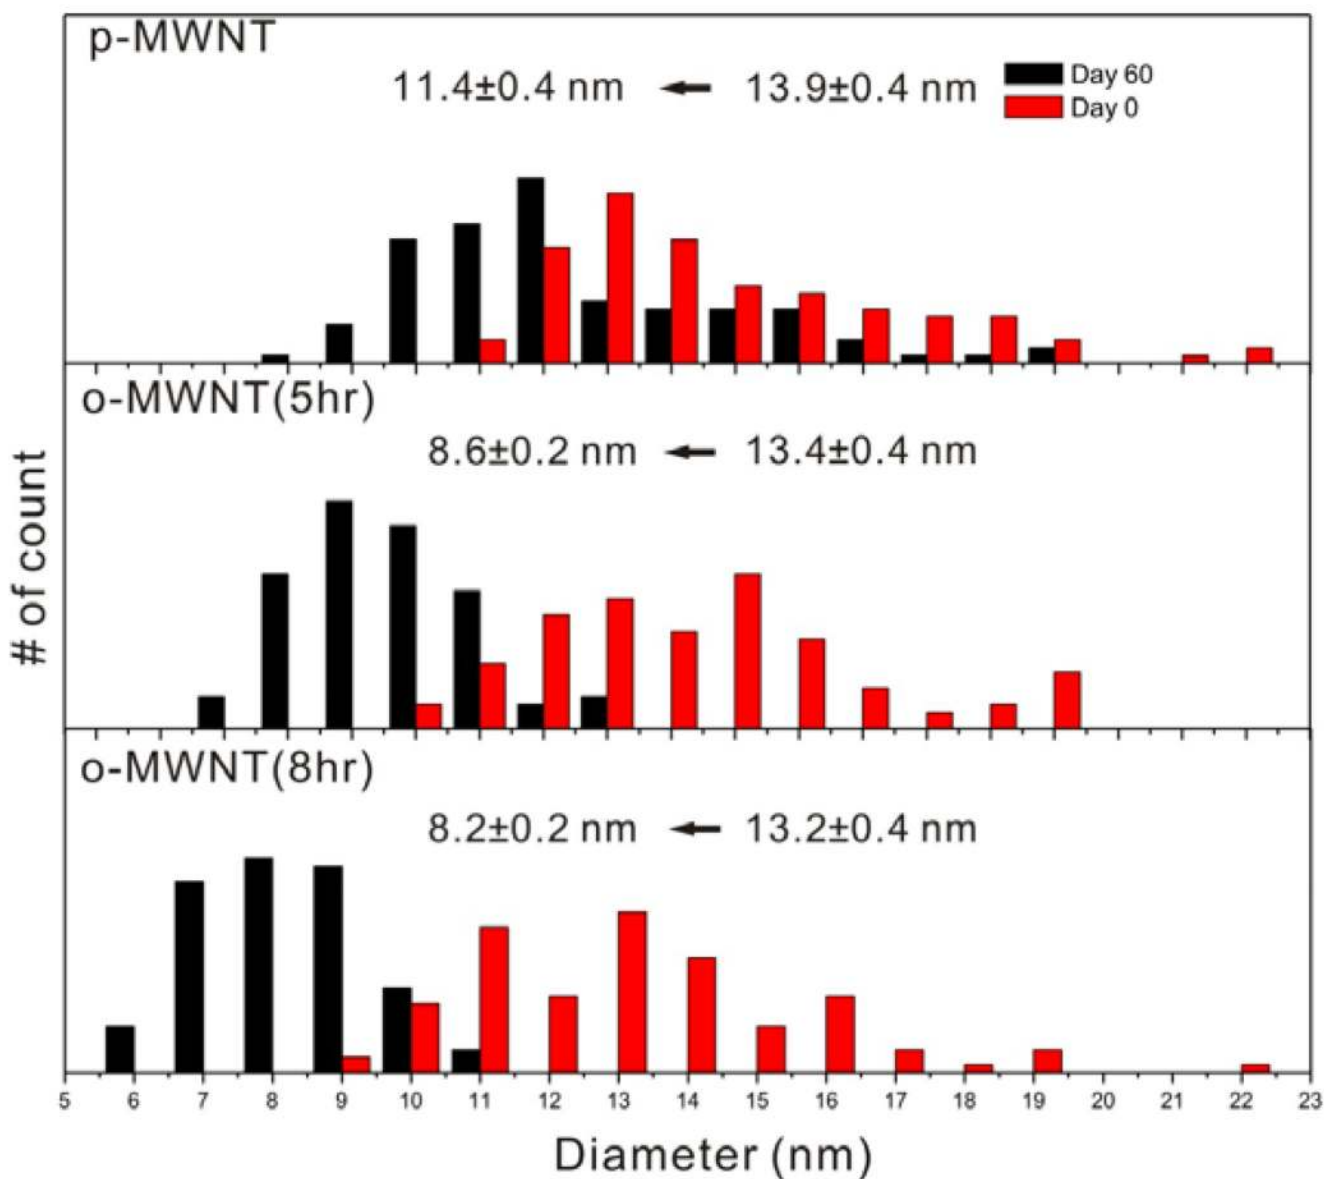 p-MWNT
11.4±0.4 nm 13.9±0.4 nm
Day 60
Day 0
o-MWNT(5hr)
8.6±0.2 nm 13.4±0.4 nm
# of count
o-MWNT(8hr)
8.2±0.2 nm 13.2±0.4 nm
5 6 7 8 9 10 11 12 13 14 15 16 17 18 19 20 21 22 23
Diameter (nm)